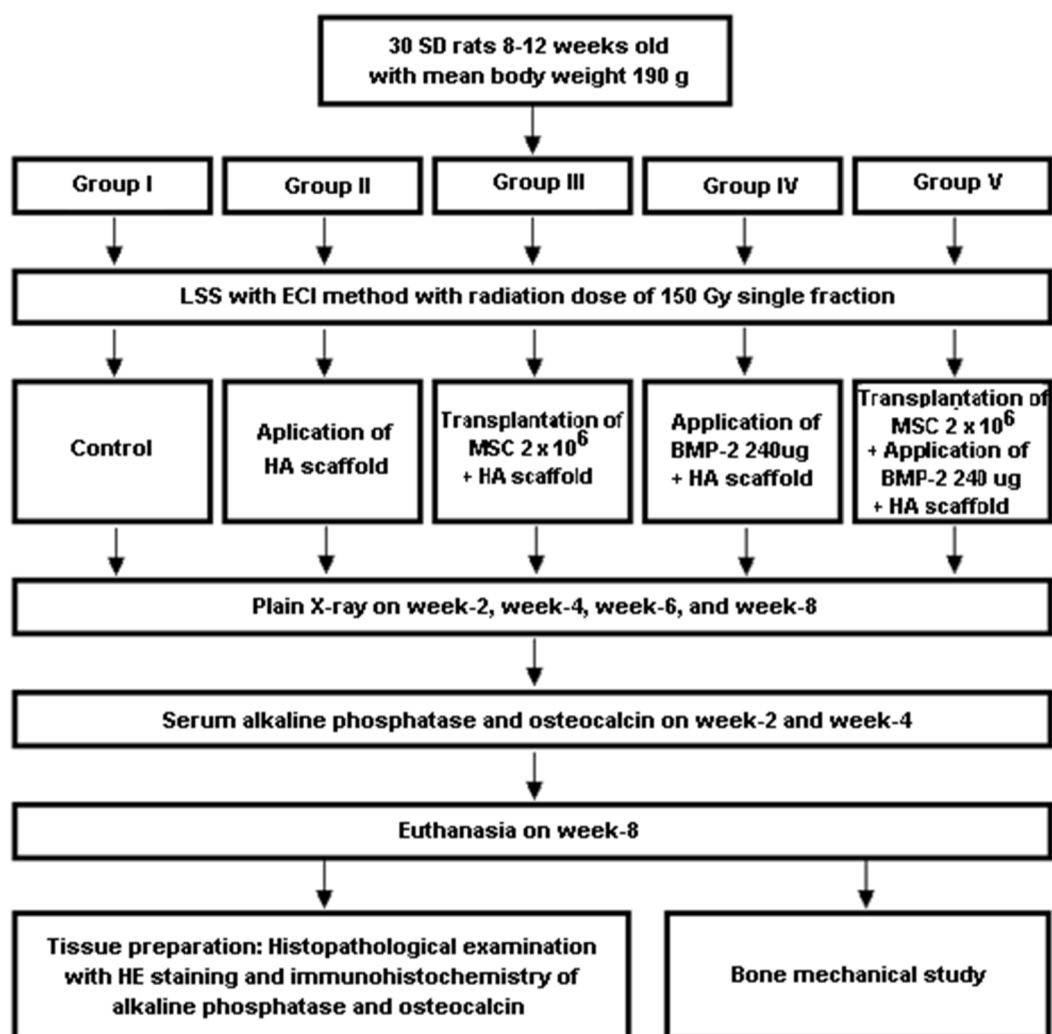 30 SD rats 8-12 weeks old
with mean body weight 190 g
Group I
Group II
Group III
Group IV
Group V
LSS with ECI method with radiation dose of 150 Gy single fraction
Control
Aplication of
HA scaffold
Transplantation of
MSC 2 x 10⁶
+ HA scaffold
Application of
BMP-2 240ug
+ HA scaffold
Transplantation of
MSC 2 x 10⁶
+ Application of
BMP-2 240 ug
+ HA scaffold
Plain X-ray on week-2, week-4, week-6, and week-8
Serum alkaline phosphatase and osteocalcin on week-2 and week-4
Euthanasia on week-8
Tissue preparation: Histopathological examination
with HE staining and immunohistochemistry of
alkaline phosphatase and osteocalcin
Bone mechanical study